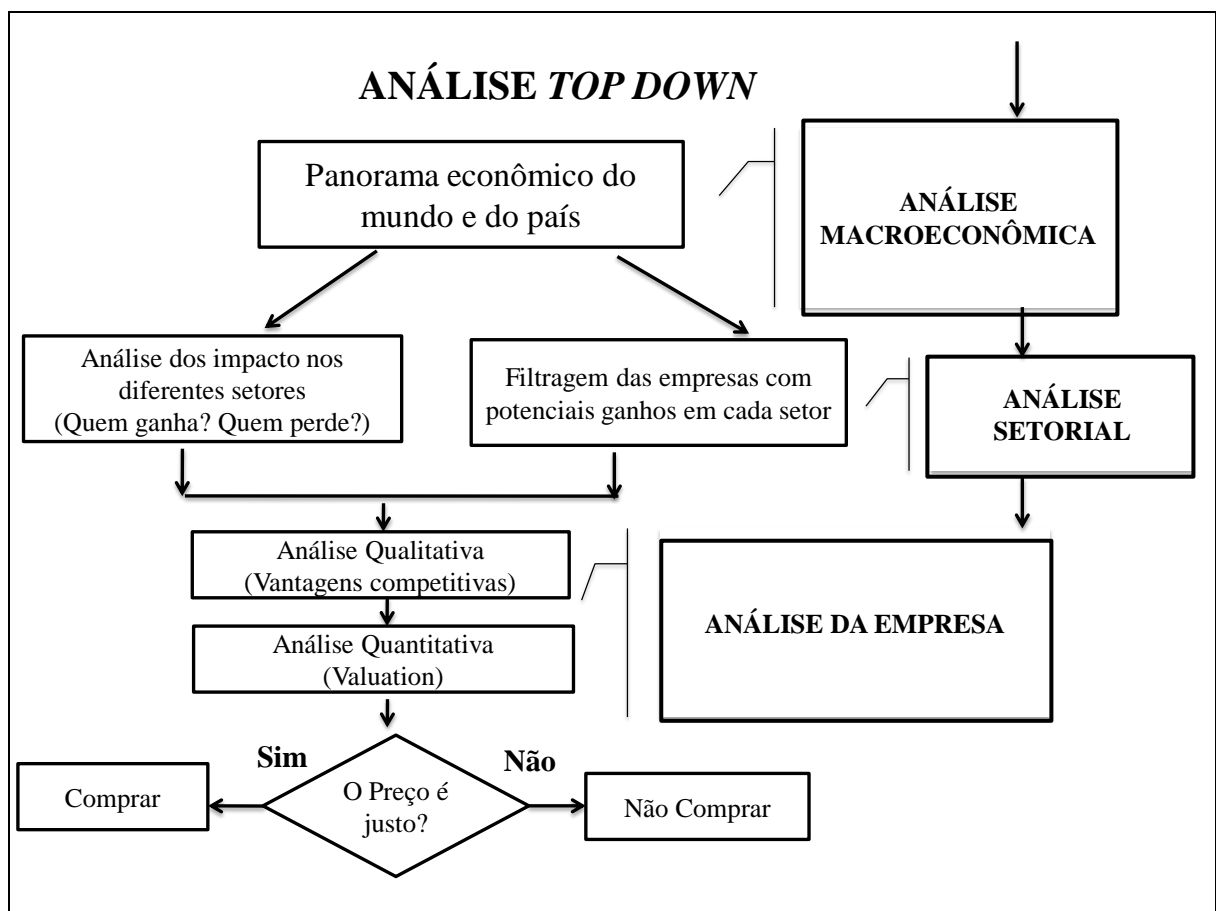 ANÁLISE TOP DOWN
Panorama econômico do
mundo e do país
ANÁLISE
MACROECONÔMICA
Análise dos impacto nos
diferentes setores
(Quem ganha? Quem perde?)
Filtragem das empresas com
potenciais ganhos em cada setor
ANÁLISE
SETORIAL
Análise Qualitativa
(Vantagens competitivas)
Análise Quantitativa
(Valuation)
ANÁLISE DA EMPRESA
Sim
Não
O Preço é
justo?
Comprar
Não Comprar